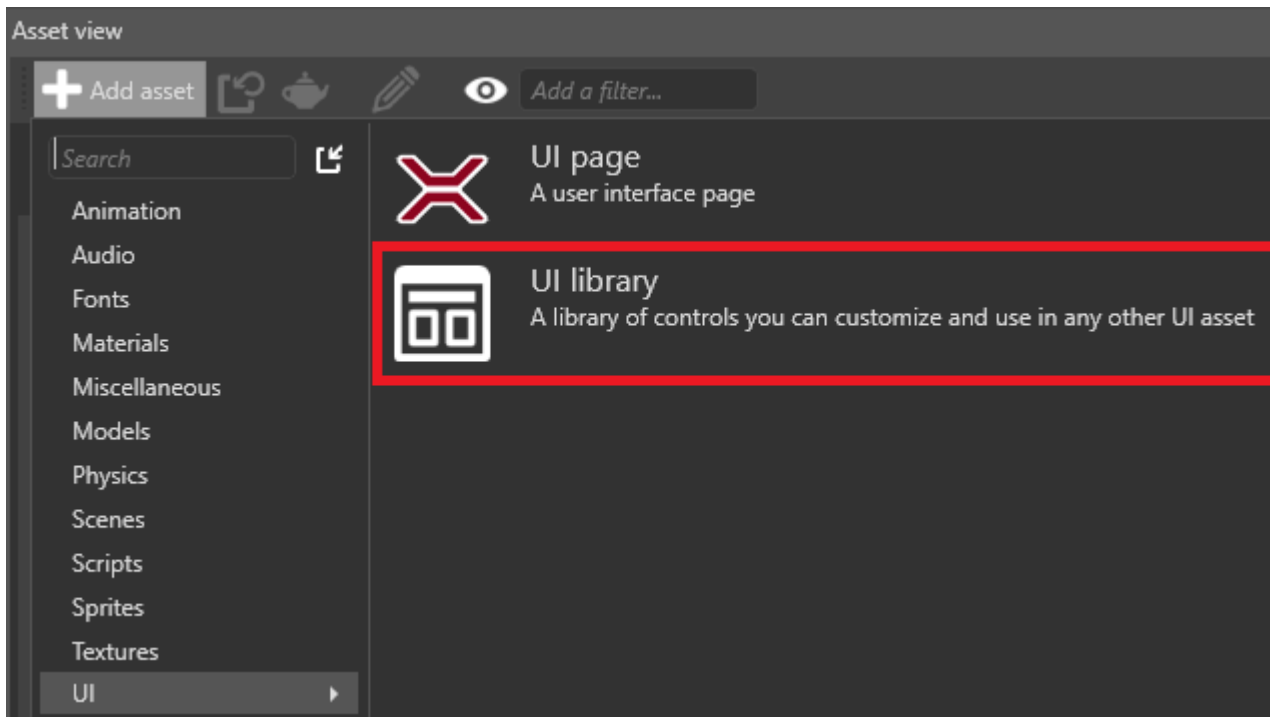 Asset view
Add asset
Add a filter...
Search
Animation
Audio
Fonts
Materials
Miscellaneous
Models
Physics
Scenes
Scripts
Sprites
Textures
UI
UI page
A user interface page
UI library
A library of controls you can customize and use in any other UI asset